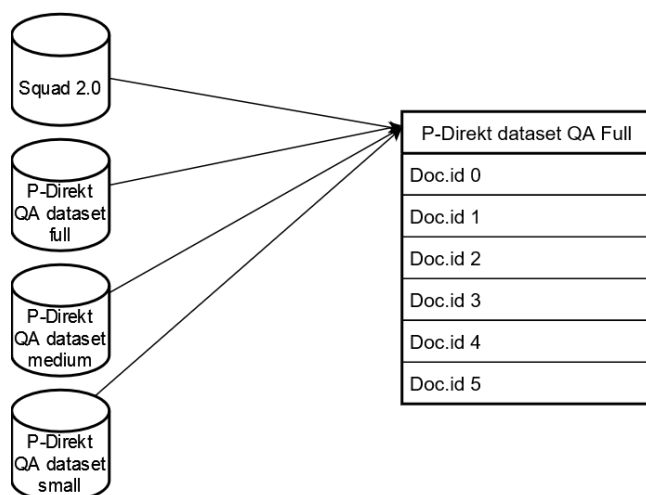 Squad 2.0
P-Direkt
QA dataset
full
P-Direkt
QA dataset
medium
P-Direkt
QA dataset
small
P-Direkt dataset QA Full
Doc.id 0
Doc.id 1
Doc.id 2
Doc.id 3
Doc.id 4
Doc.id 5